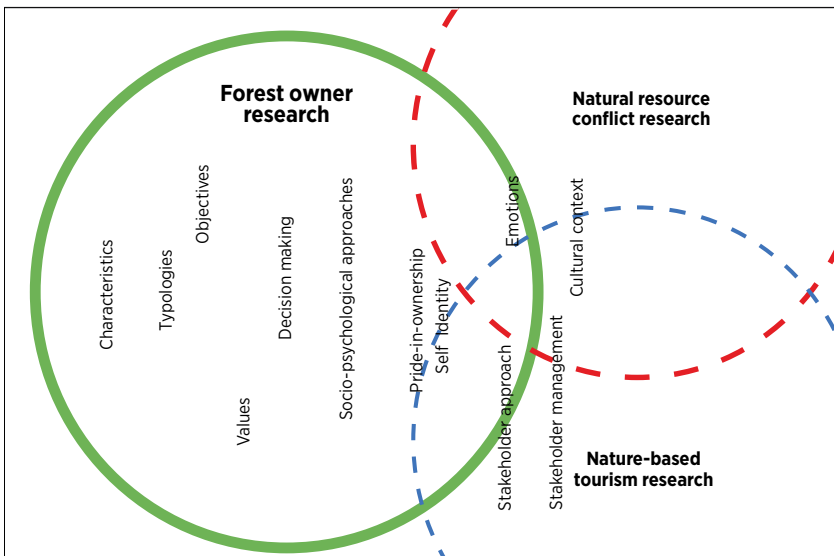 Forest owner
research
Natural resource
conflict research
Characteristics
Typologies
Objectives
Values
Decision making
Socio-psychological approaches
Pride-in-ownership
Self Identity
Emotions
Cultural context
Stakeholder approach
Stakeholder management
Nature-based
tourism research